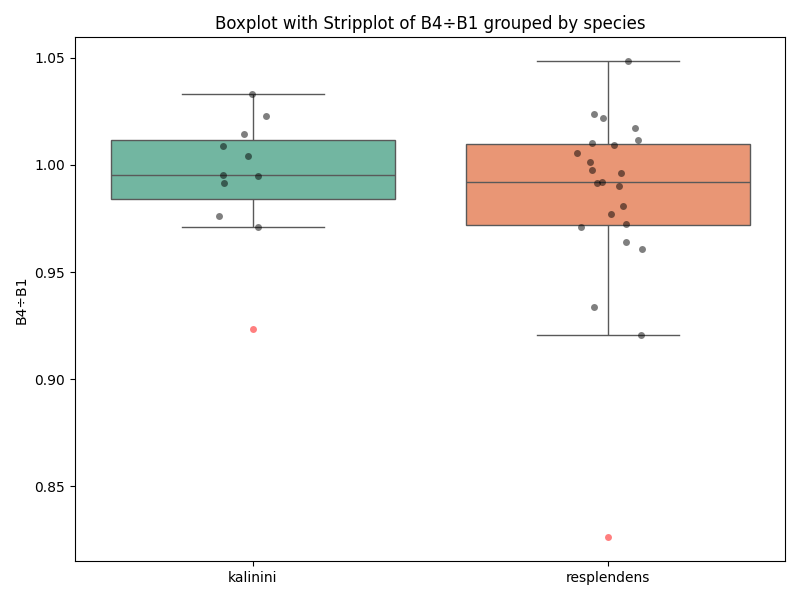 Boxplot with Stripplot of B4÷B1 grouped by species
1.05
1.00
0.95
0.90
0.85
B4÷B1
kalinini
resplendens